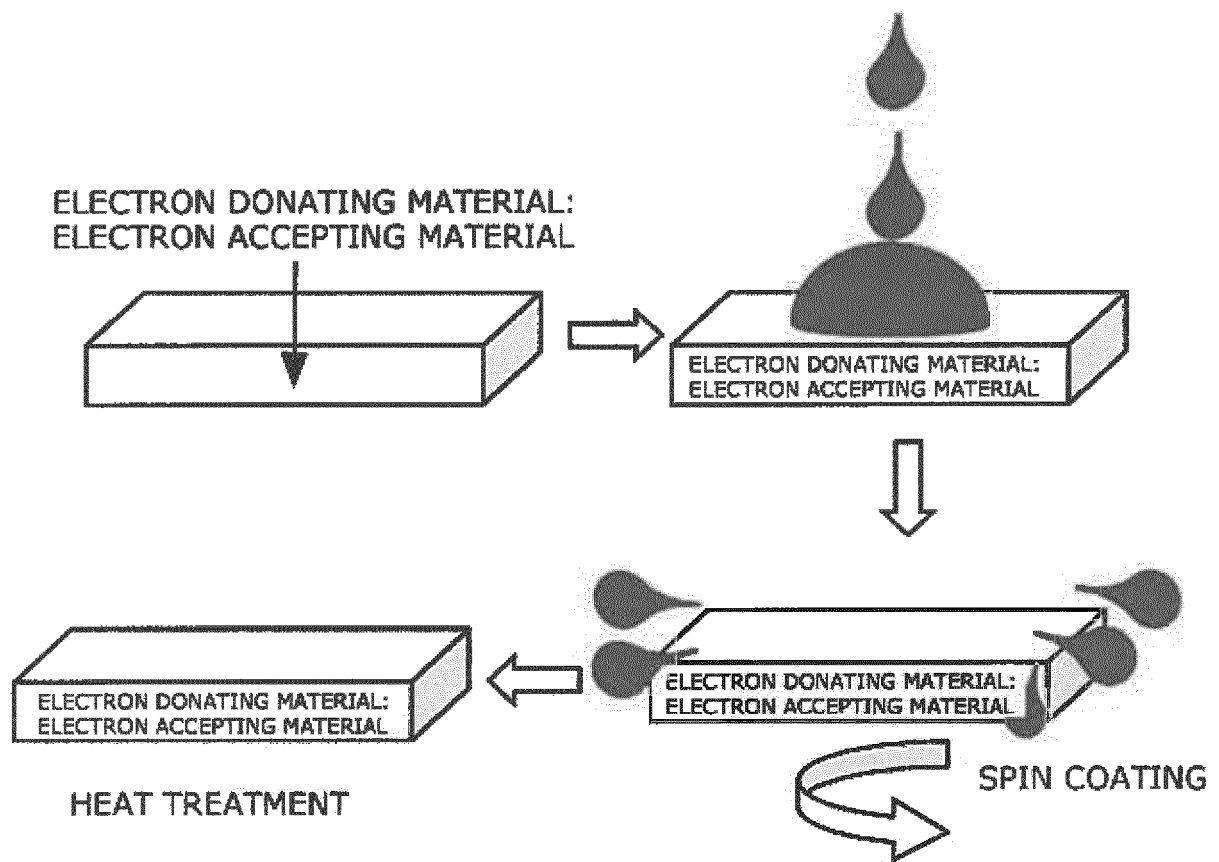 ELECTRON DONATING MATERIAL:
ELECTRON ACCEPTING MATERIAL
ELECTRON DONATING MATERIAL:
ELECTRON ACCEPTING MATERIAL
ELECTRON DONATING MATERIAL:
ELECTRON ACCEPTING MATERIAL
SPIN COATING
ELECTRON DONATING MATERIAL:
ELECTRON ACCEPTING MATERIAL
HEAT TREATMENT